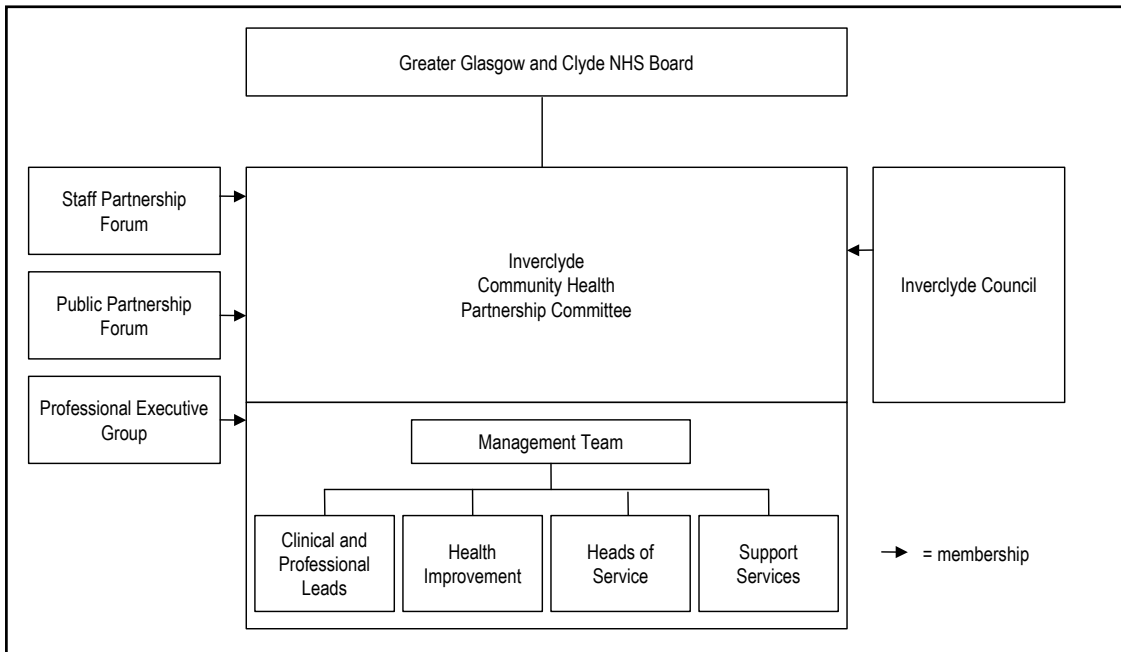 Greater Glasgow and Clyde NHS Board
Staff Partnership
Forum
Public Partnership
Forum
Professional Executive
Group
Inverclyde
Community Health
Partnership Committee
Inverclyde Council
Management Team
Clinical and
Professional
Leads
Health
Improvement
Heads of
Service
Support
Services
= membership